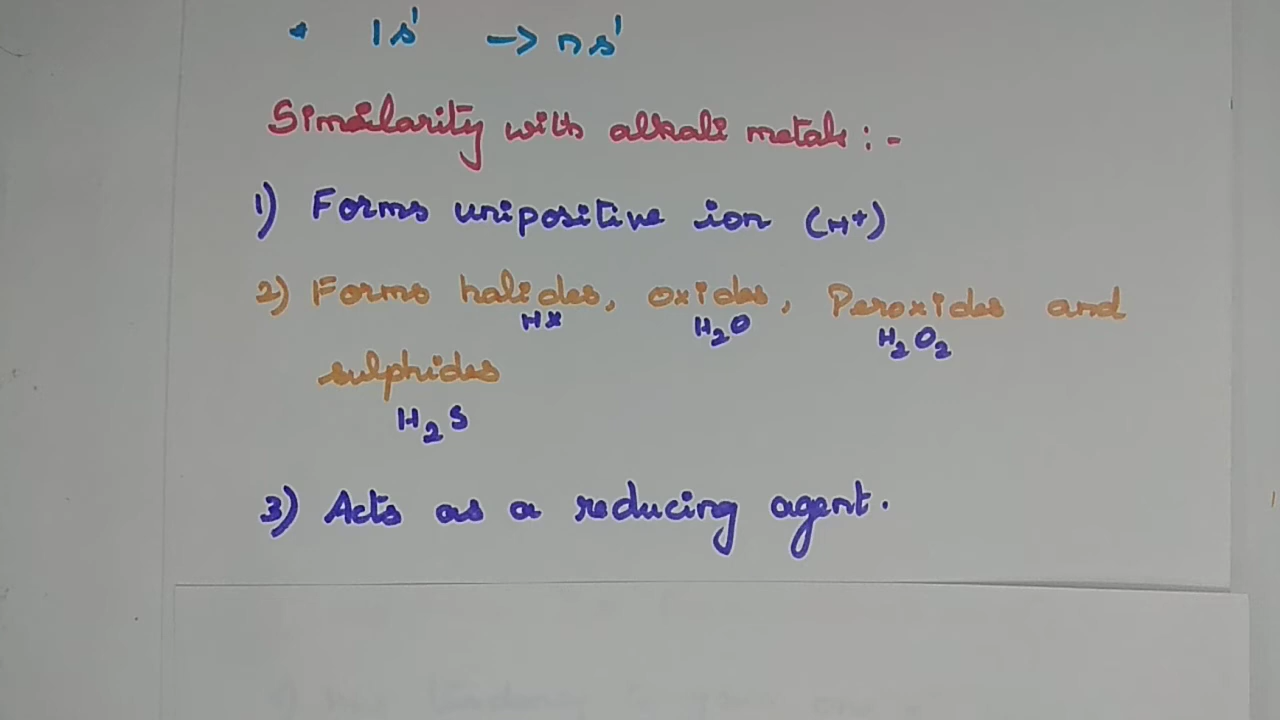 * 1s¹ → ns¹
Similarity with alkali metals :-
1) Forms unipositive ion (H⁺)
2) Forms halides, oxides, Peroxides and
HX H₂O H₂O₂
sulphides
H₂S
3) Acts as a reducing agent.